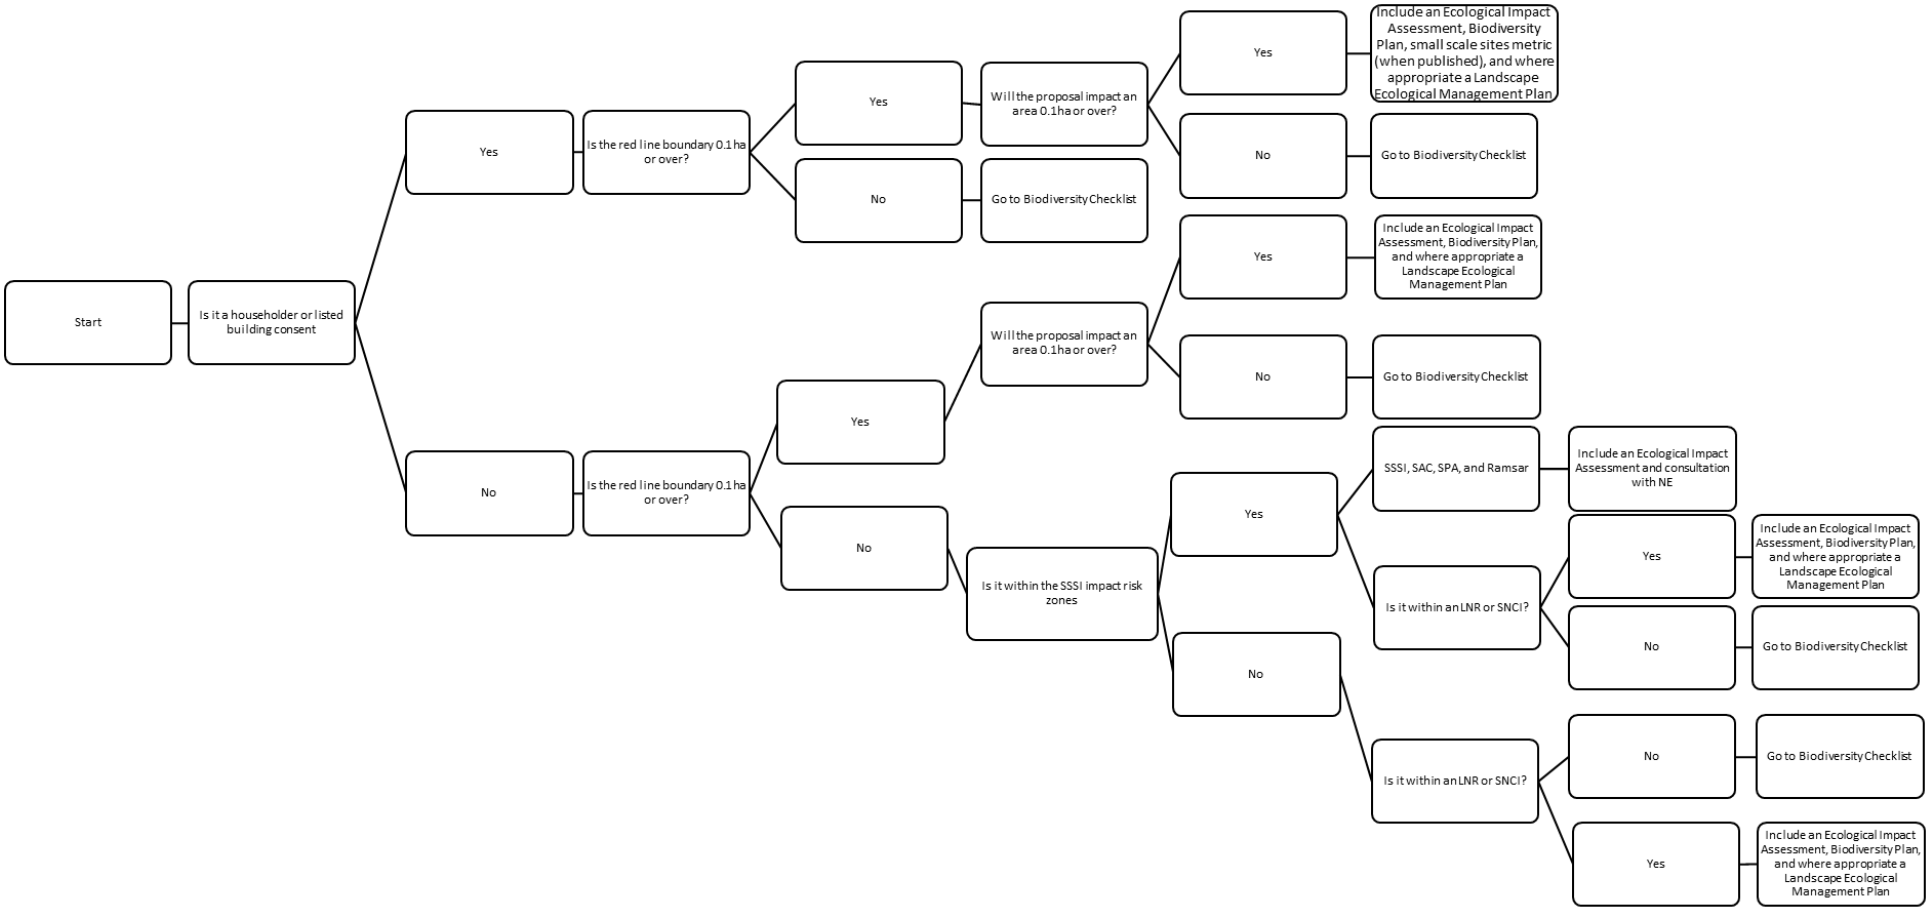 Start
Is it a householder or listed
building consent
Yes
Is the red line boundary 0.1ha
or over?
Yes
Will the proposal impact an
area 0.1ha or over?
Yes
Include an Ecological Impact
Assessment, Biodiversity
Plan, small scale sites metric
(when published), and where
appropriate a Landscape
Ecological Management Plan
No
Go to Biodiversity Checklist
No
Go to Biodiversity Checklist
No
Is the red line boundary 0.1ha
or over?
Yes
Will the proposal impact an
area 0.1ha or over?
Yes
Include an Ecological Impact
Assessment, Biodiversity Plan,
and where appropriate a
Landscape Ecological
Management Plan
No
Go to Biodiversity Checklist
No
Is it within the SSSI impact risk
zones
Yes
SSSI, SAC, SPA, and Ramsar
Include an Ecological Impact
Assessment and consultation
with NE
Is it within an LNR or SNCI?
Yes
Include an Ecological Impact
Assessment, Biodiversity Plan,
and where appropriate a
Landscape Ecological
Management Plan
No
Go to Biodiversity Checklist
No
Is it within an LNR or SNCI?
No
Go to Biodiversity Checklist
Yes
Include an Ecological Impact
Assessment, Biodiversity Plan,
and where appropriate a
Landscape Ecological
Management Plan